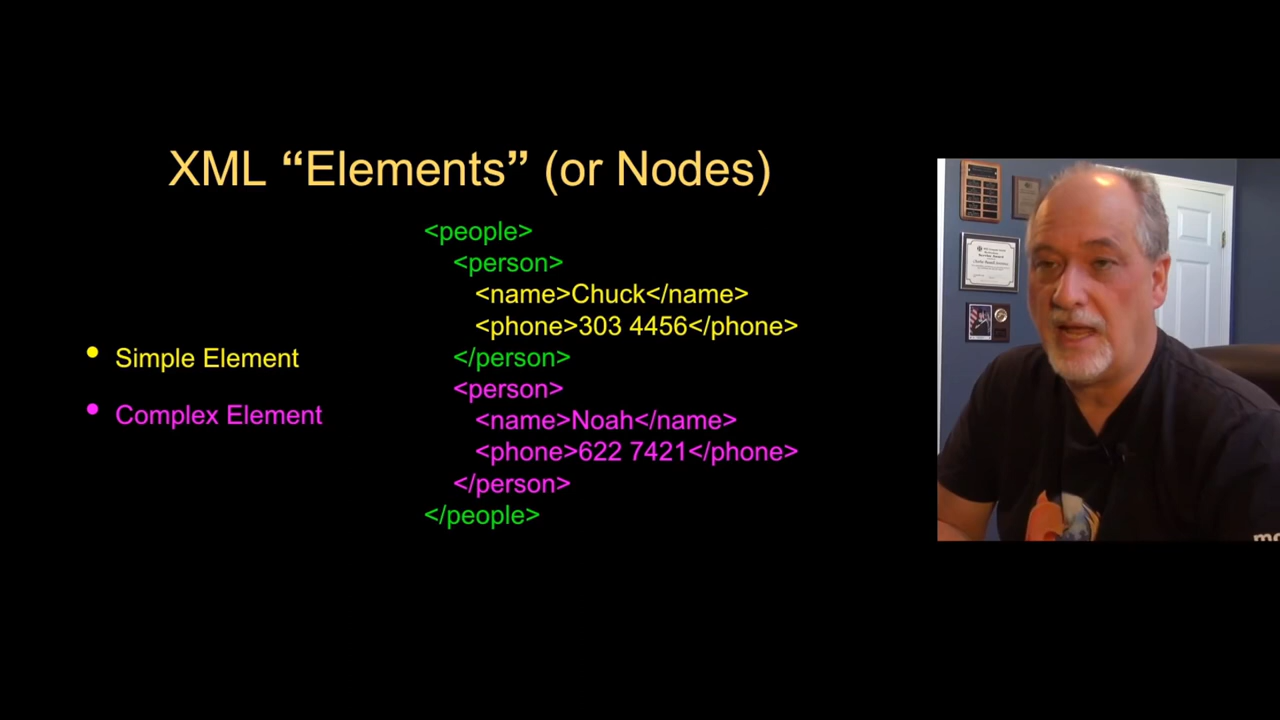 XML “Elements” (or Nodes)
<people>
<person>
<name>Chuck</name>
<phone>303 4456</phone>
</person>
<person>
<name>Noah</name>
<phone>622 7421</phone>
</person>
</people>
• Simple Element
• Complex Element